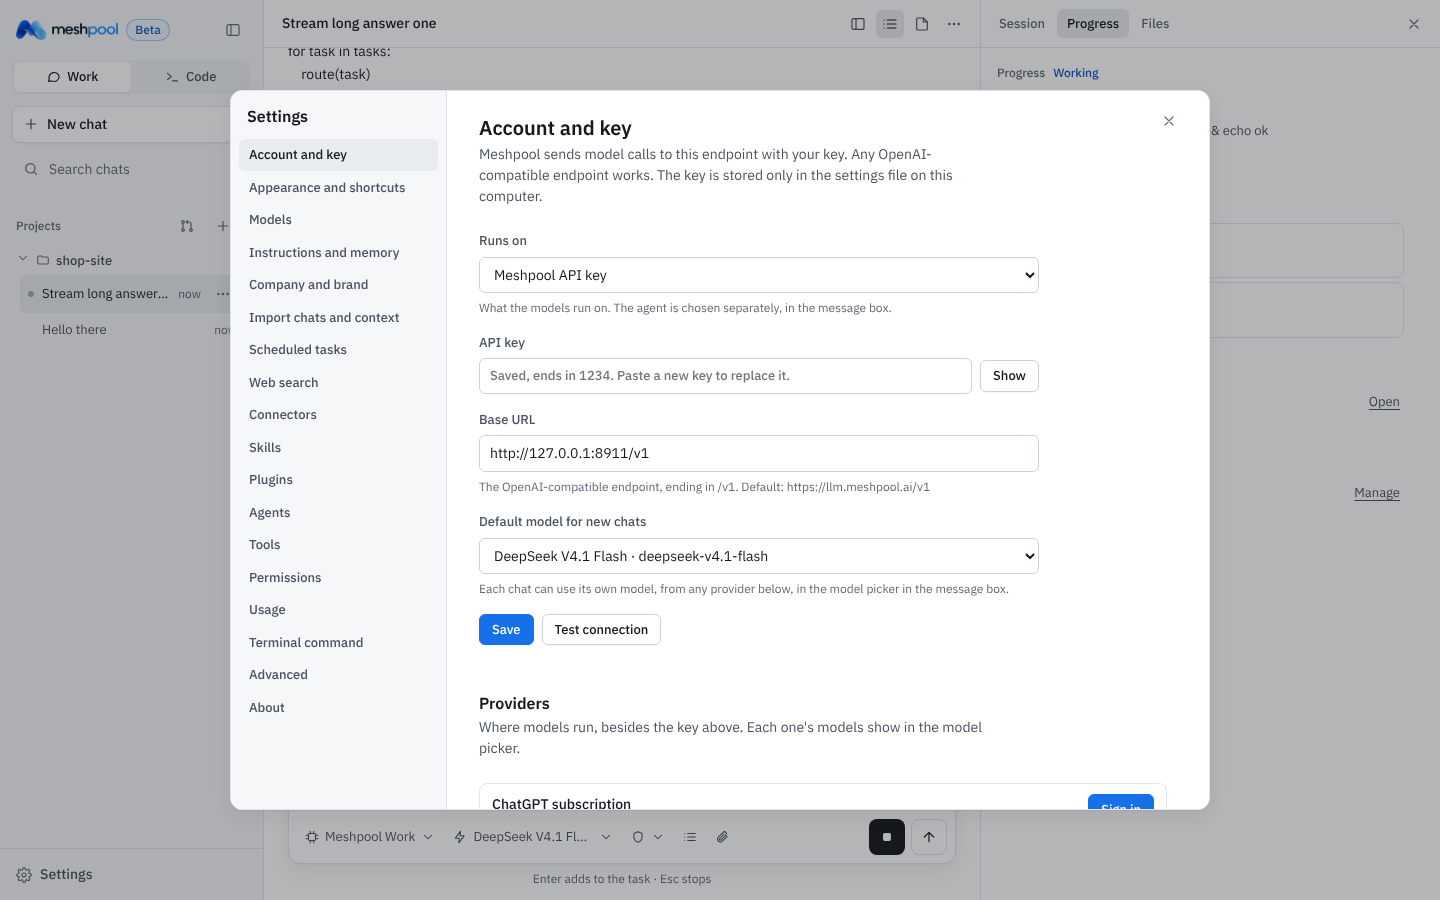 meshpool Beta
Work
Code
New chat
Search chats
Projects
shop-site
Stream long answer... now
Hello there
Settings
Stream long answer one
for task in tasks:
route(task)
Session
Progress
Files
Progress Working
& echo ok
Open
Manage
Settings
Account and key
Appearance and shortcuts
Models
Instructions and memory
Company and brand
Import chats and context
Scheduled tasks
Web search
Connectors
Skills
Plugins
Agents
Tools
Permissions
Usage
Terminal command
Advanced
About
Account and key
Meshpool sends model calls to this endpoint with your key. Any OpenAI-
compatible endpoint works. The key is stored only in the settings file on this
computer.
Runs on
Meshpool API key
What the models run on. The agent is chosen separately, in the message box.
API key
Saved, ends in 1234. Paste a new key to replace it.
Show
Base URL
http://127.0.0.1:8911/v1
The OpenAI-compatible endpoint, ending in /v1. Default: https://llm.meshpool.ai/v1
Default model for new chats
DeepSeek V4.1 Flash · deepseek-v4.1-flash
Each chat can use its own model, from any provider below, in the model picker in the message box.
Save
Test connection
Providers
Where models run, besides the key above. Each one's models show in the model
picker.
ChatGPT subscription
Sign in
Meshpool Work
DeepSeek V4.1 Fl...
Enter adds to the task · Esc stops